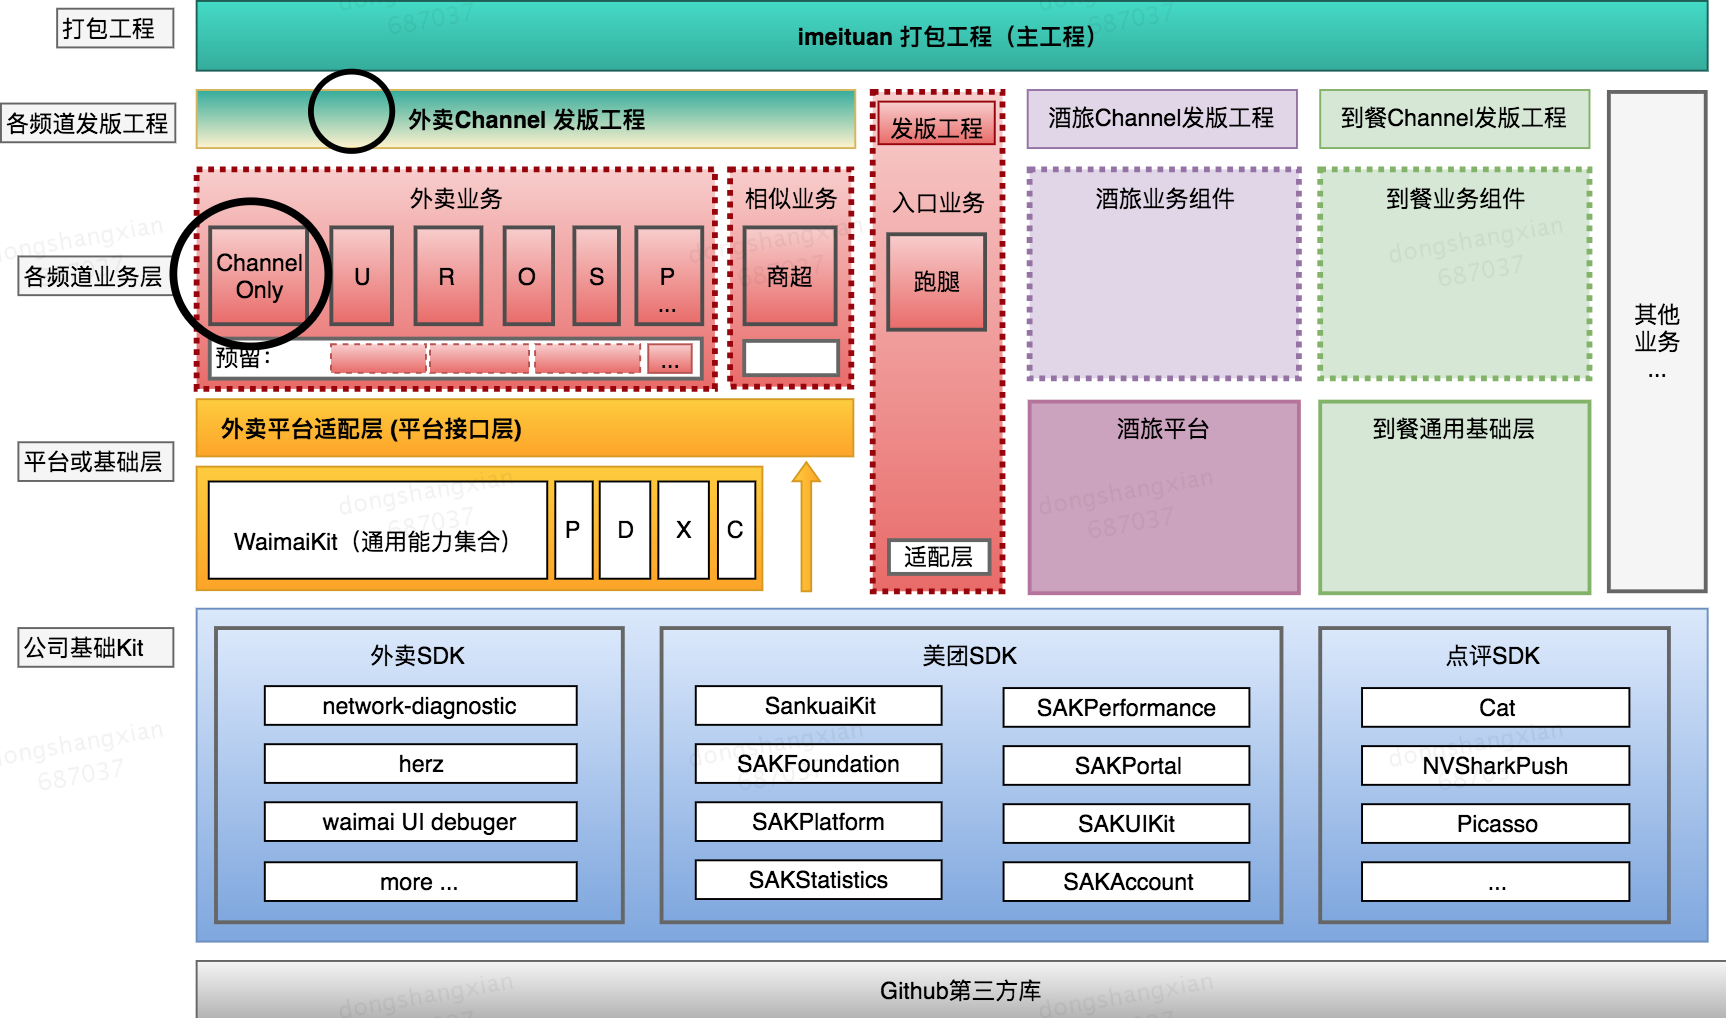 打包工程
imeituan 打包工程（主工程）
各频道发版工程
外卖Channel 发版工程
发版工程
酒旅Channel发版工程
到餐Channel发版工程
各频道业务层
外卖业务
Channel
Only
U
R
O
S
P
...
预留：
...
相似业务
商超
入口业务
跑腿
适配层
酒旅业务组件
到餐业务组件
其他
业务
...
平台或基础层
外卖平台适配层 (平台接口层)
WaimaiKit（通用能力集合）
P
D
X
C
酒旅平台
到餐通用基础层
公司基础Kit
外卖SDK
network-diagnostic
herz
waimai UI debuger
more ...
美团SDK
SankuaiKit
SAKPerformance
SAKFoundation
SAKPortal
SAKPlatform
SAKUIKit
SAKStatistics
SAKAccount
点评SDK
Cat
NVSharkPush
Picasso
...
Github第三方库
dongshangxian
687037